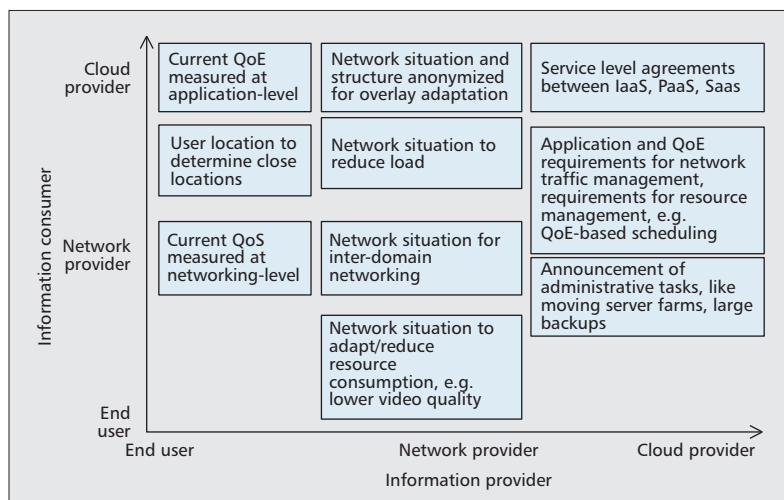 Cloud
provider
Current QoE
measured at
application-level
Network situation and
structure anonymized
for overlay adaptation
Service level agreements
between IaaS, PaaS, Saas
User location to
determine close
locations
Network situation to
reduce load
Application and QoE
requirements for network
traffic management,
requirements for resource
management, e.g.
QoE-based scheduling
Information consumer
Network
provider
Current QoS
measured at
networking-level
Network situation for
inter-domain
networking
Announcement of
administrative tasks, like
moving server farms, large
backups
Network situation to
adapt/reduce
resource
consumption, e.g.
lower video quality
End
user
End user
Network provider
Cloud provider
Information provider